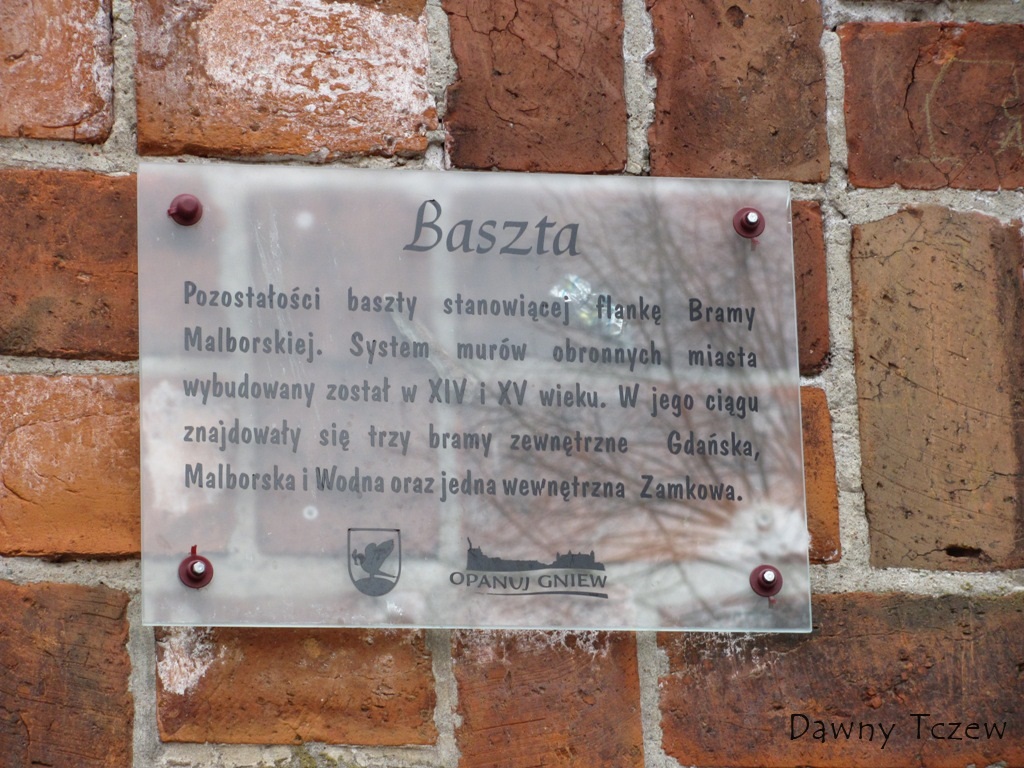 Baszta
Pozostałości baszty stanowiącej flankę Bramy
Malborskiej. System murów obronnych miasta
wybudowany został w XIV i XV wieku. W jego ciągu
znajdowały się trzy bramy zewnętrzne Gdańska,
Malborska i Wodna oraz jedna wewnętrzna Zamkowa.
OPANUJ GNIEW
Dawny Tczew